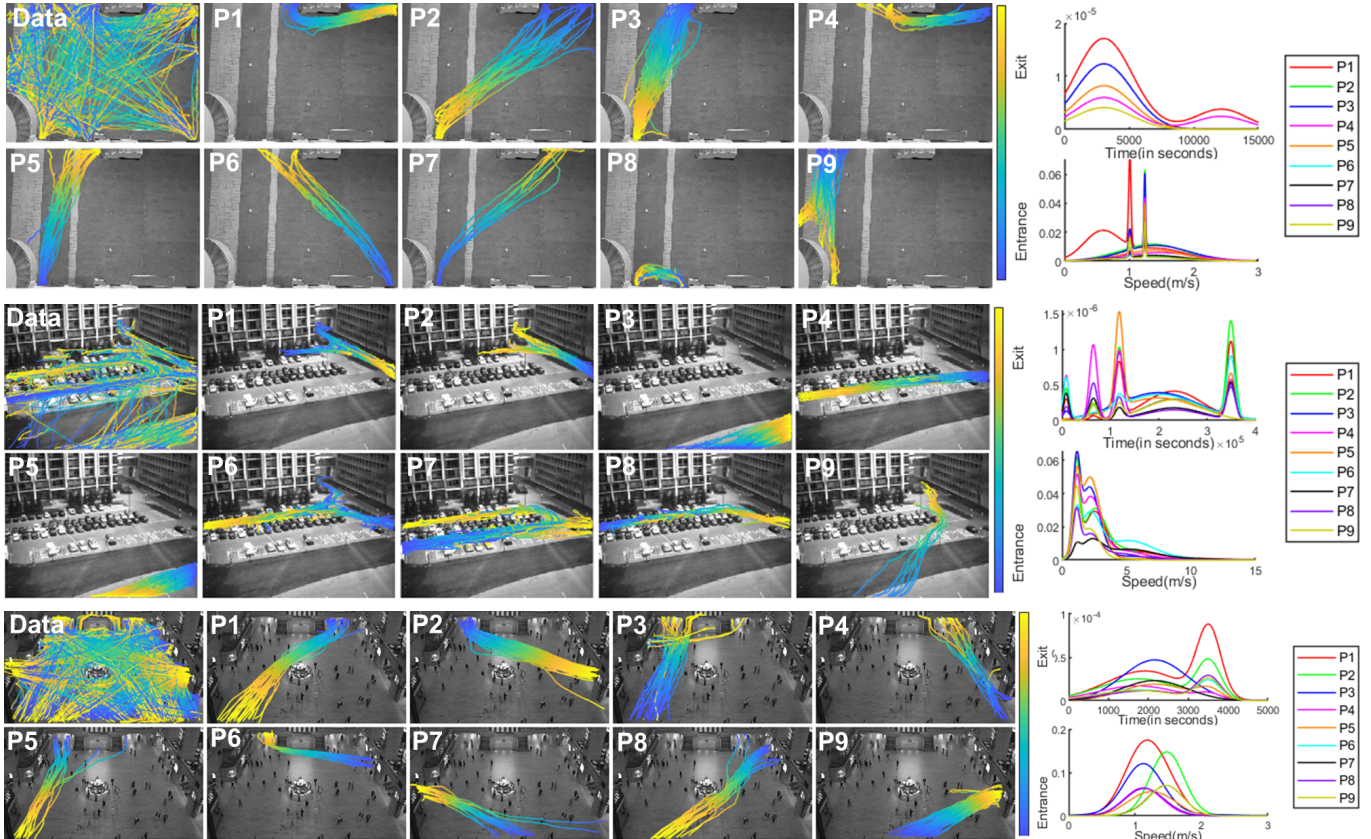 Data P1 P2 P3 P4
P5 P6 P7 P8 P9
Exit
Entrance
×10⁻⁵
2
1
0
0 5000 10000 15000
Time(in seconds)
0.06
0.04
0.02
0
0 1 2 3
Speed(m/s)
P1
P2
P3
P4
P5
P6
P7
P8
P9
Data P1 P2 P3 P4
P5 P6 P7 P8 P9
Exit
Entrance
×10⁻⁶
1.5
1
0.5
0
0 1 2 3 4
Time(in seconds) ×10⁵
0.06
0.04
0.02
0
0 5 10 15
Speed(m/s)
P1
P2
P3
P4
P5
P6
P7
P8
P9
Data P1 P2 P3 P4
P5 P6 P7 P8 P9
Exit
Entrance
×10⁻⁴
1
0.5
0
0 1000 2000 3000 4000 5000
Time(in seconds)
0.2
0.1
0
0 1 2 3
Speed(m/s)
P1
P2
P3
P4
P5
P6
P7
P8
P9